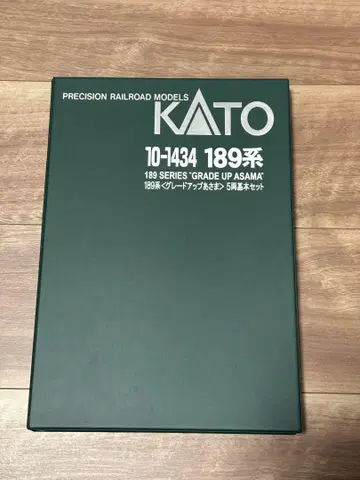 PRECISION RAILROAD MODELS
KATO
10-1434 189系
189 SERIES "GRADE UP ASAMA"
189系<グレードアップあさま> 5両基本セット